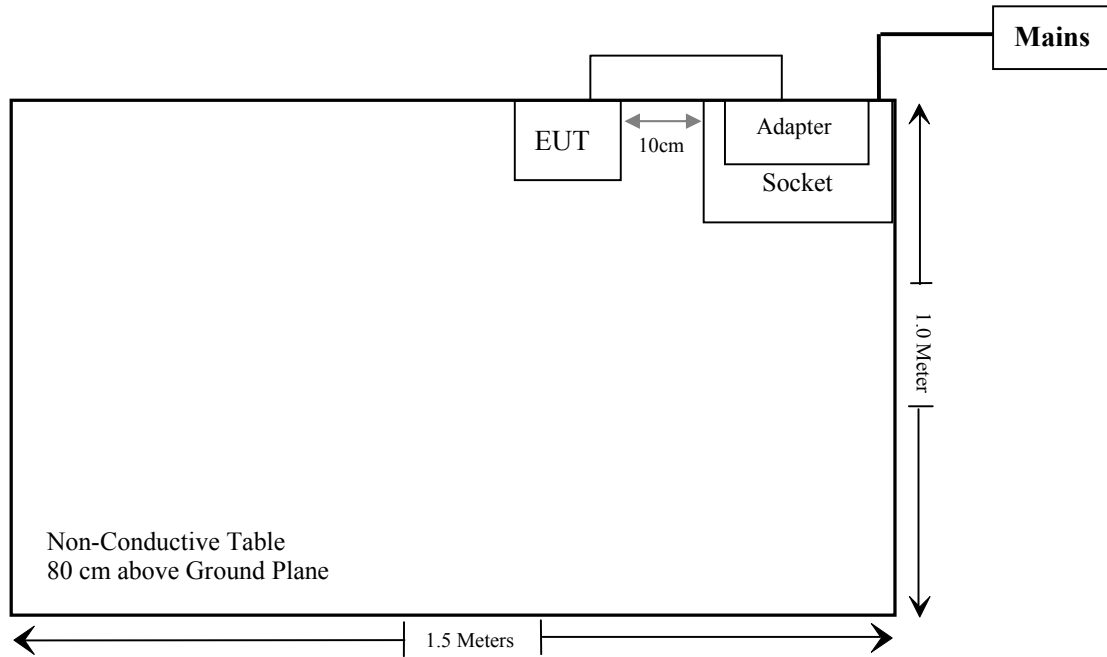 Mains
EUT
10cm
Adapter
Socket
1.0 Meter
Non-Conductive Table
80 cm above Ground Plane
1.5 Meters